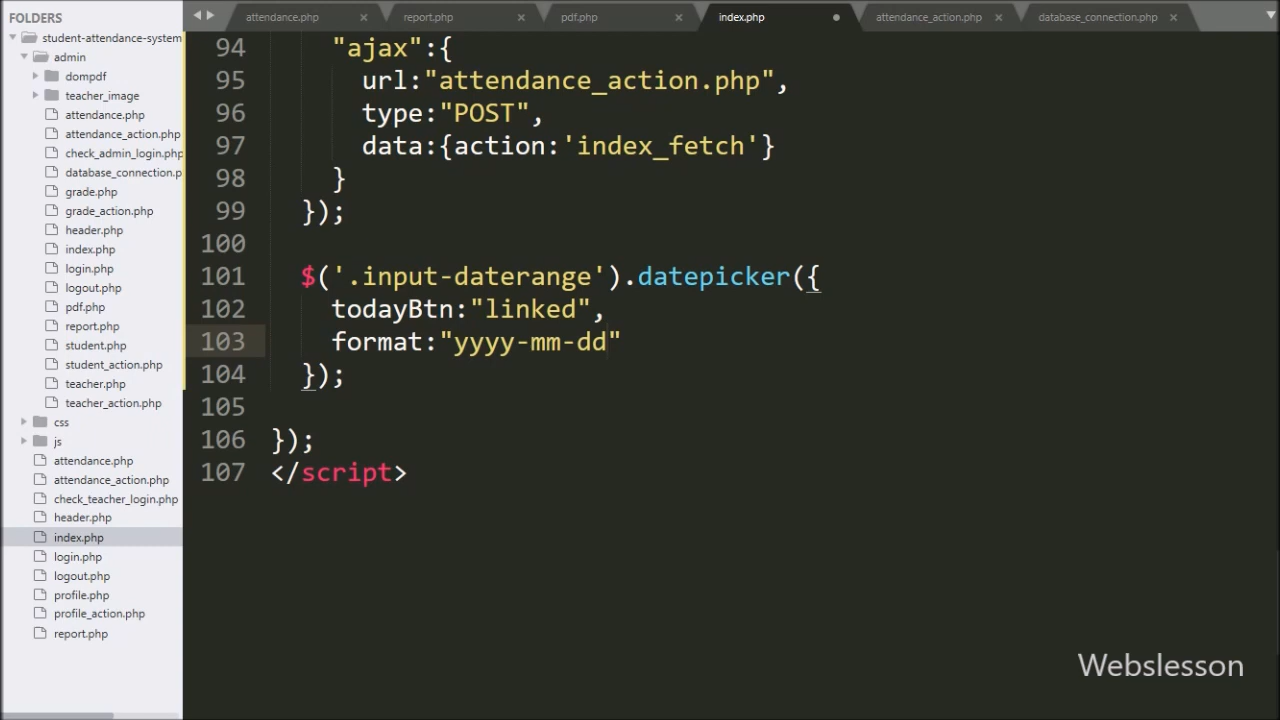 FOLDERS
student-attendance-system
admin
dompdf
teacher_image
attendance.php
attendance_action.php
check_admin_login.php
database_connection.p
grade.php
grade_action.php
header.php
index.php
login.php
logout.php
pdf.php
report.php
student.php
student_action.php
teacher.php
teacher_action.php
css
js
attendance.php
attendance_action.php
check_teacher_login.php
header.php
index.php
login.php
logout.php
profile.php
profile_action.php
report.php
attendance.php × report.php × pdf.php × index.php attendance_action.php × database_connection.php ×
94 "ajax":{
95 url:"attendance_action.php",
96 type:"POST",
97 data:{action:'index_fetch'}
98 }
99 });
100
101 $('.input-daterange').datepicker({
102 todayBtn:"linked",
103 format:"yyyy-mm-dd"
104 });
105
106 });
107 </script>
Webslesson